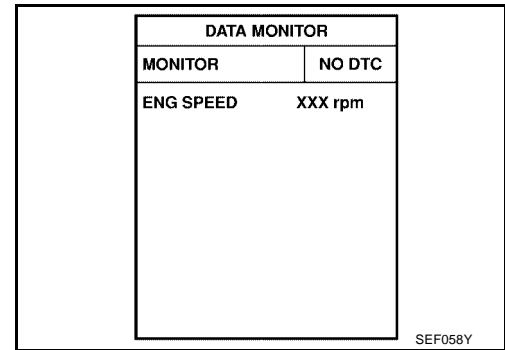 DATA MONITOR
MONITOR NO DTC
ENG SPEED XXX rpm
SEF058Y